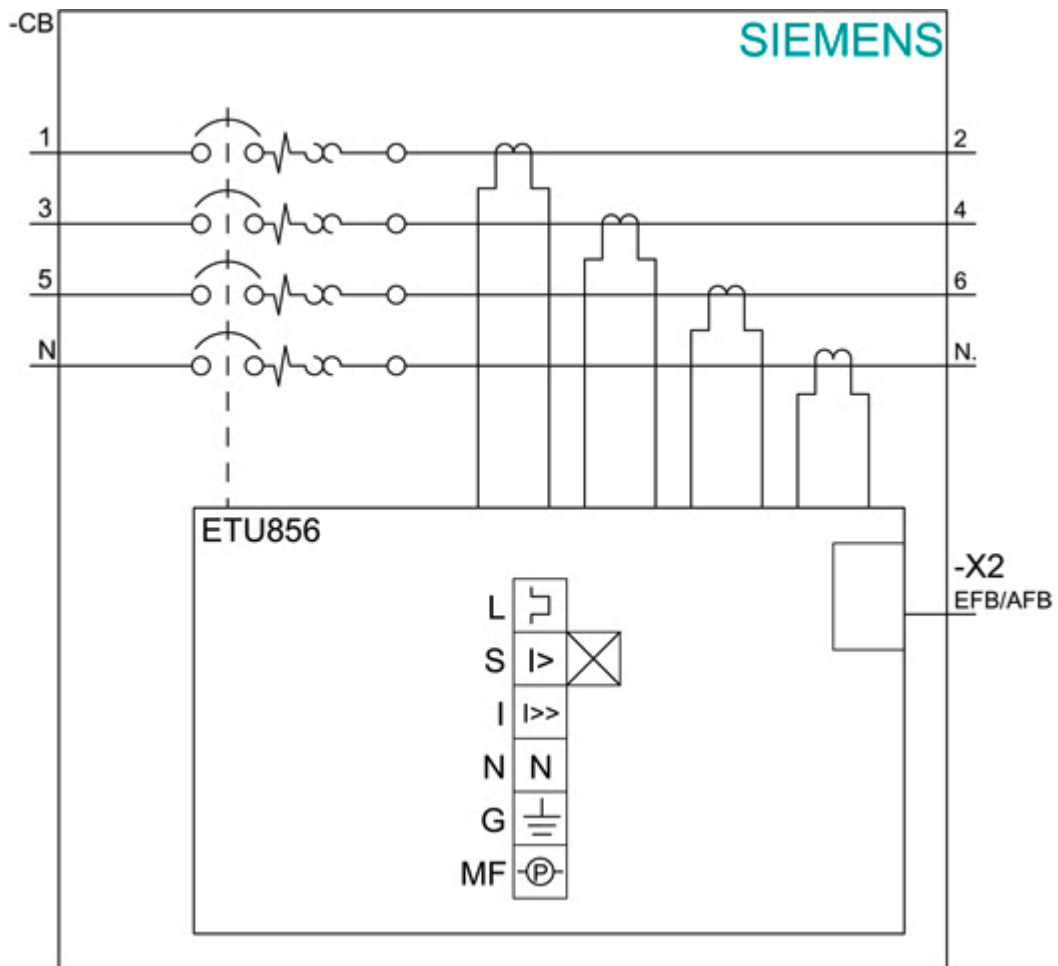 -CB
SIEMENS
1 2
3 4
5 6
N N.
ETU856
-X2
EFB/AFB
L
S I>
I I>>
N N
G
MF P